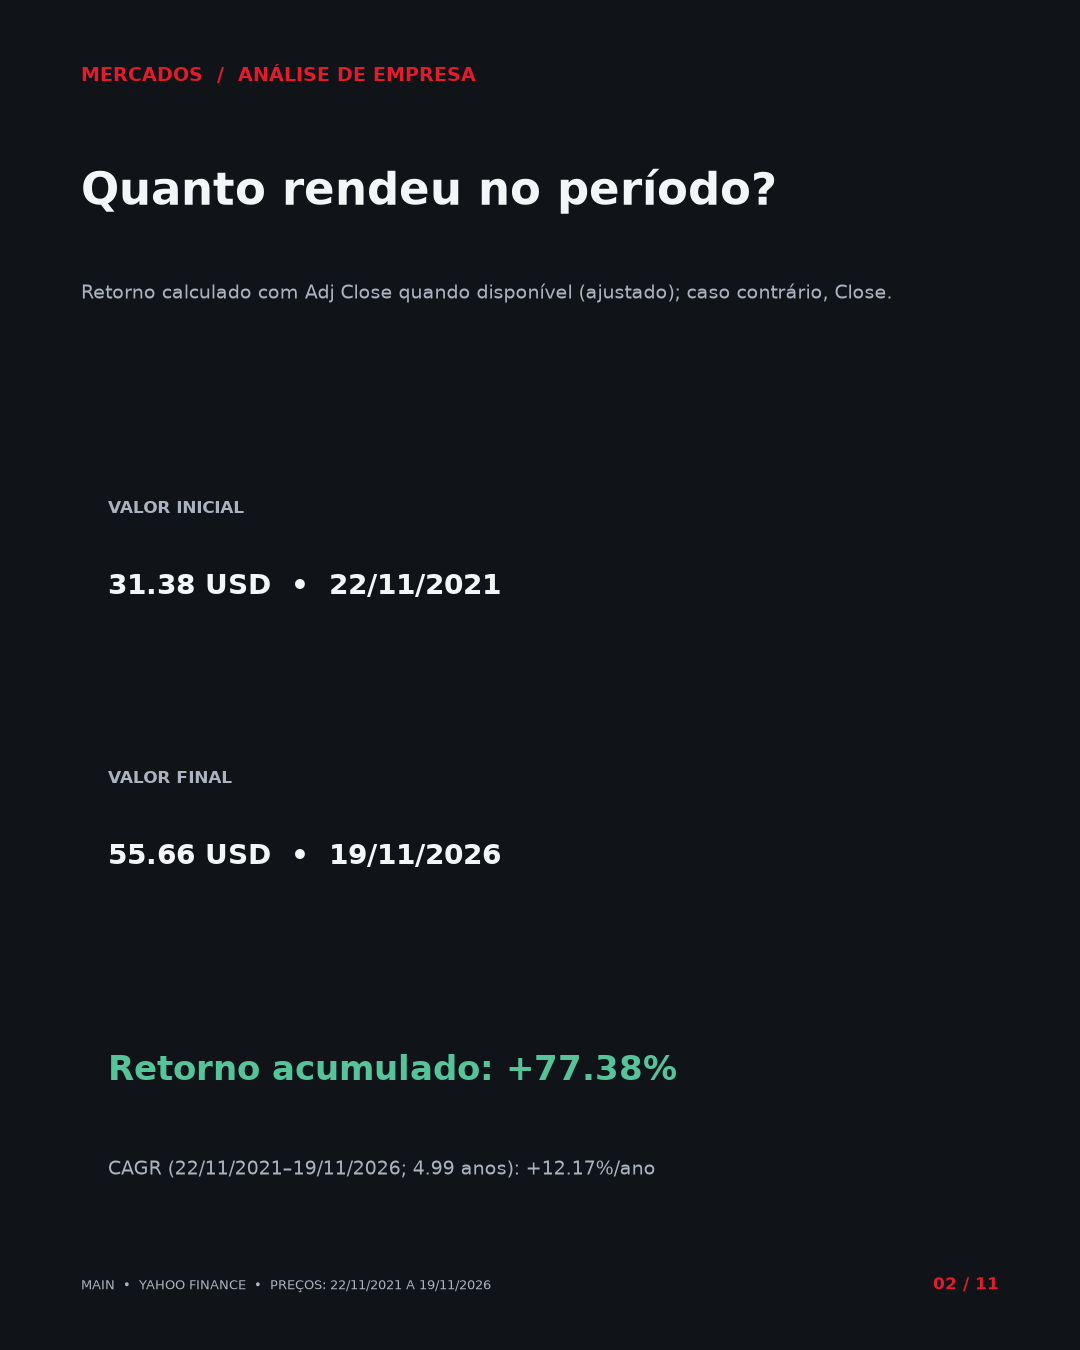 MERCADOS / ANÁLISE DE EMPRESA
Quanto rendeu no período?
Retorno calculado com Adj Close quando disponível (ajustado); caso contrário, Close.
VALOR INICIAL
31.38 USD • 22/11/2021
VALOR FINAL
55.66 USD • 19/11/2026
Retorno acumulado: +77.38%
CAGR (22/11/2021–19/11/2026; 4.99 anos): +12.17%/ano
MAIN • YAHOO FINANCE • PREÇOS: 22/11/2021 A 19/11/2026
02 / 11